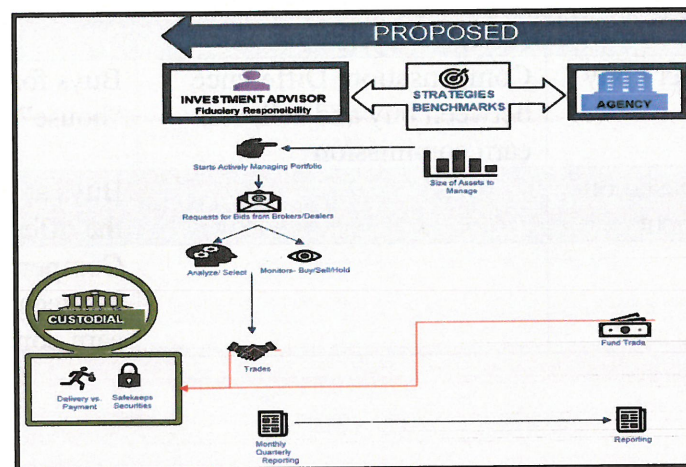 PROPOSED
INVESTMENT ADVISOR
Fiduciary Responsibility
STRATEGIES
BENCHMARKS
AGENCY
Starts Actively Managing Portfolio
Size of Assets to
Manage
Requests for Bids from Brokers/Dealers
Analyze/ Select
Monitors- Buy/Sell/Hold
CUSTODIAL
Trades
Fund Trade
Delivery vs.
Payment
Safekeeps
Securities
Monthly
Quarterly
Reporting
Reporting